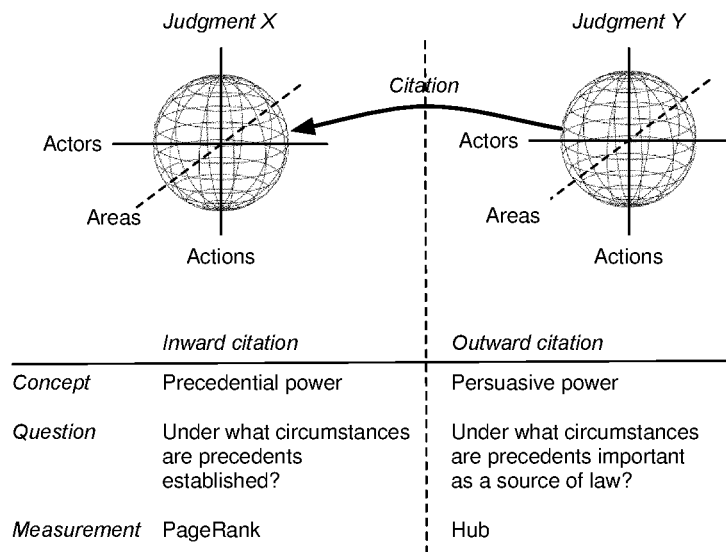 Judgment X
Judgment Y
Citation
Actors
Areas
Actions
Actors
Areas
Actions
Inward citation
Outward citation
Concept
Precedential power
Persuasive power
Question
Under what circumstances
are precedents
established?
Under what circumstances
are precedents important
as a source of law?
Measurement
PageRank
Hub